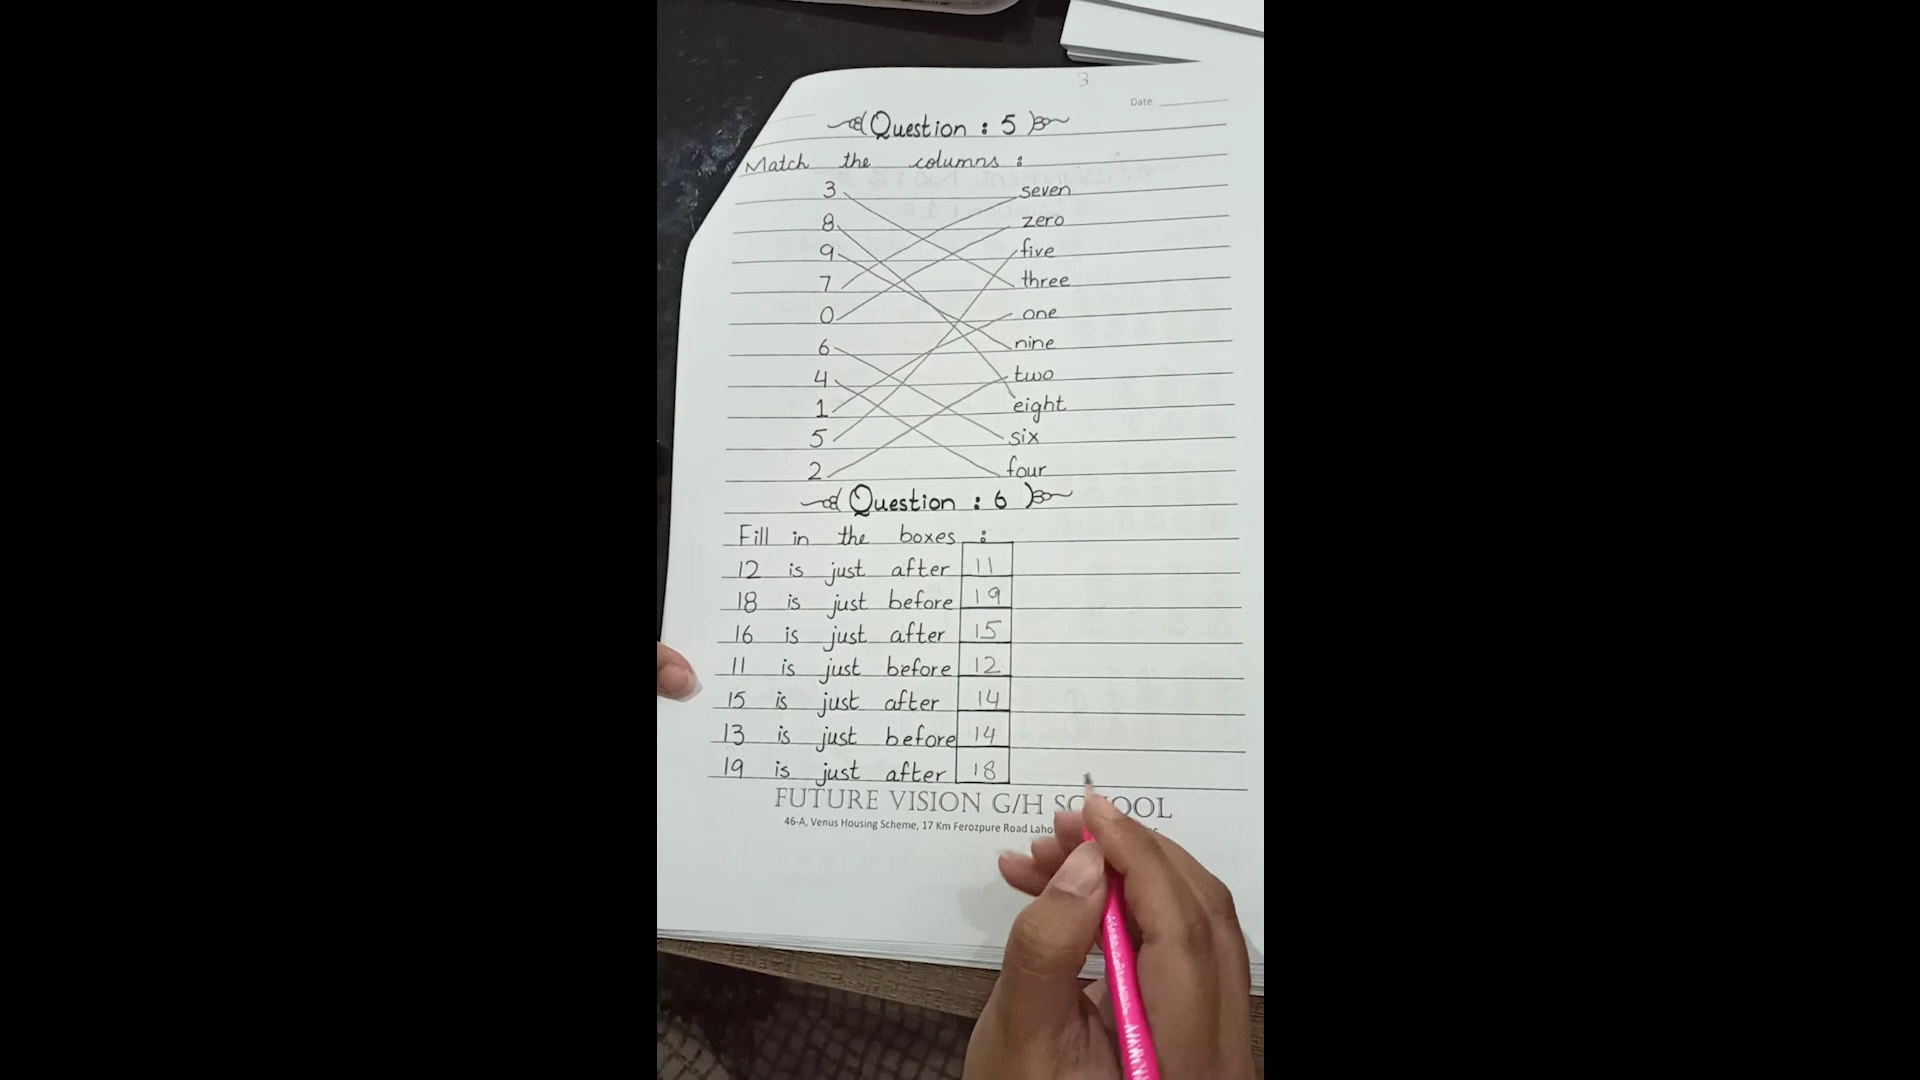 3
Date:
Question : 5
Match the columns :
3 seven
8 zero
9 five
7 three
0 one
6 nine
4 two
1 eight
5 six
2 four
Question : 6
Fill in the boxes :
12 is just after 11
18 is just before 19
16 is just after 15
11 is just before 12
15 is just after 14
13 is just before 14
19 is just after 18
FUTURE VISION G/H SCHOOL
46-A, Venus Housing Scheme, 17 Km Ferozpure Road